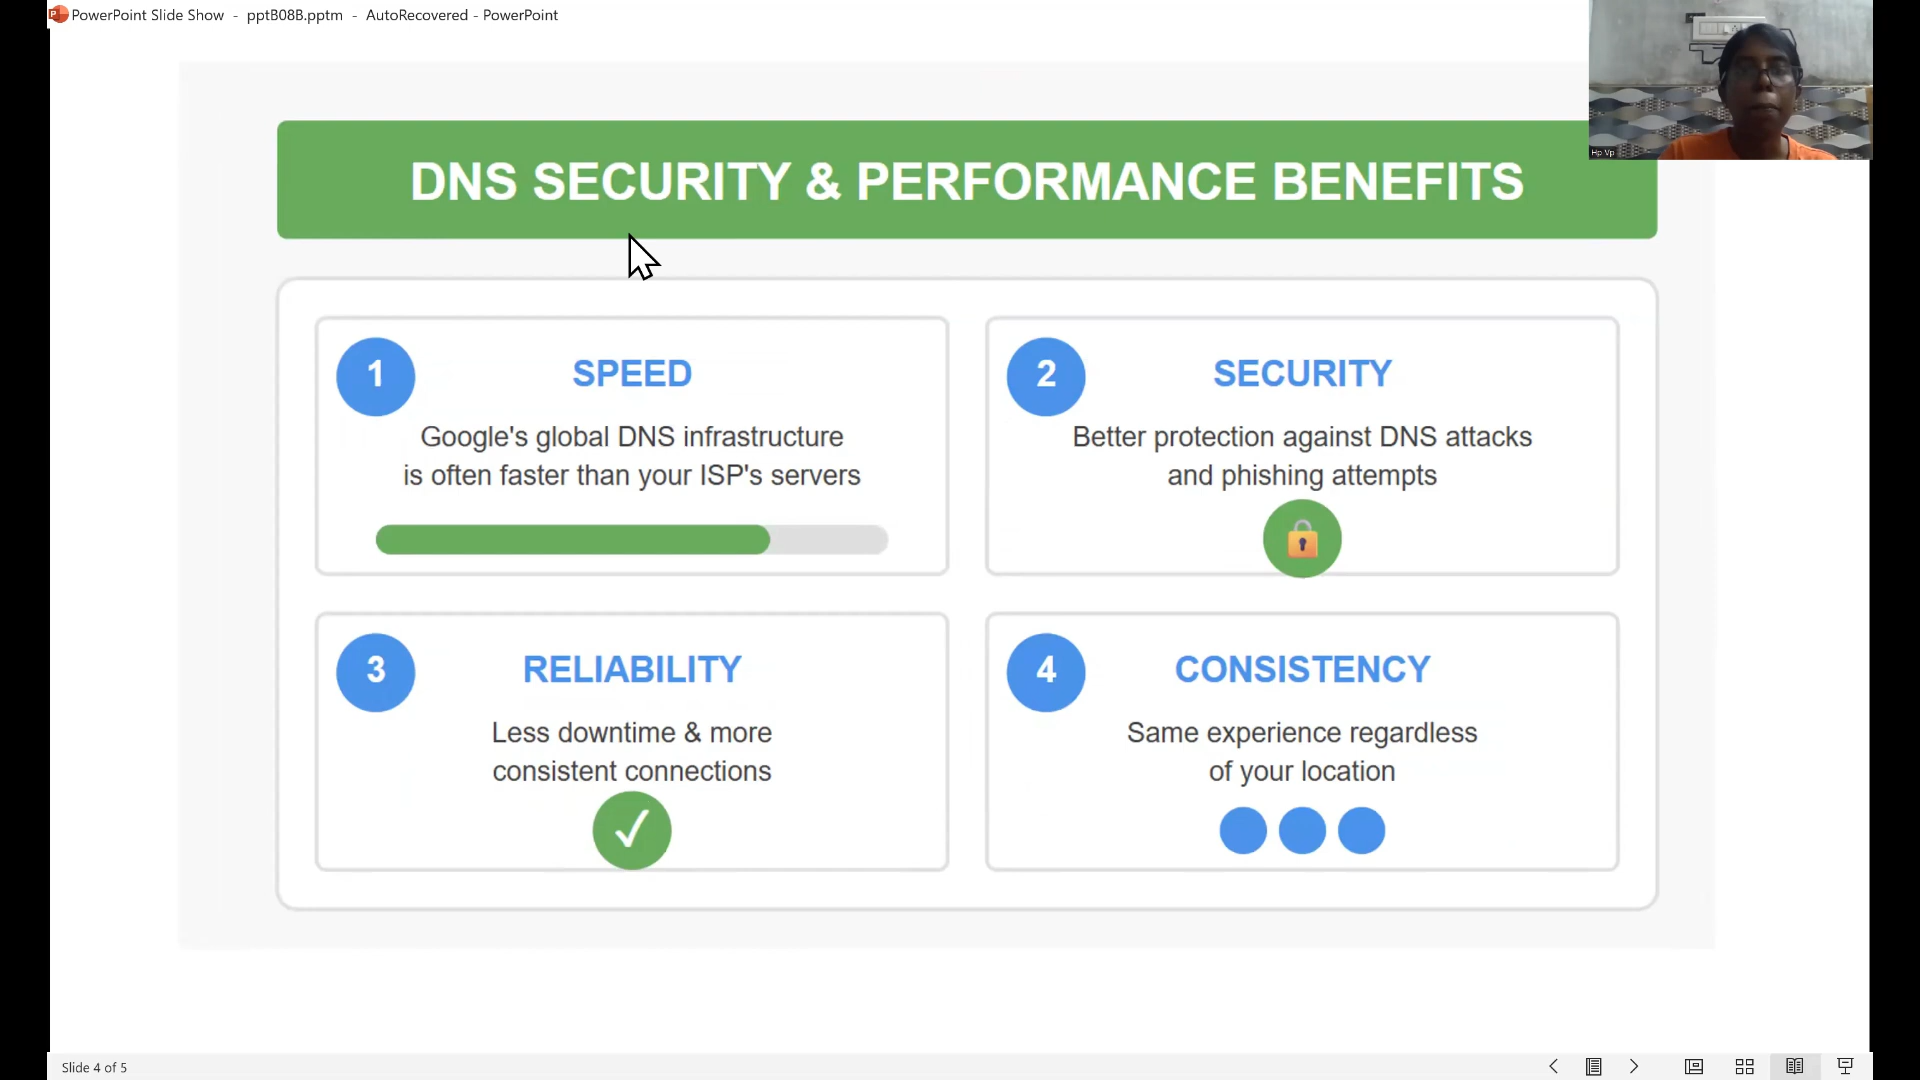 PowerPoint Slide Show - pptB08B.pptm - AutoRecovered - PowerPoint
Hp Vp
DNS SECURITY & PERFORMANCE BENEFITS
1
SPEED
Google's global DNS infrastructure
is often faster than your ISP's servers
2
SECURITY
Better protection against DNS attacks
and phishing attempts
3
RELIABILITY
Less downtime & more
consistent connections
4
CONSISTENCY
Same experience regardless
of your location
Slide 4 of 5